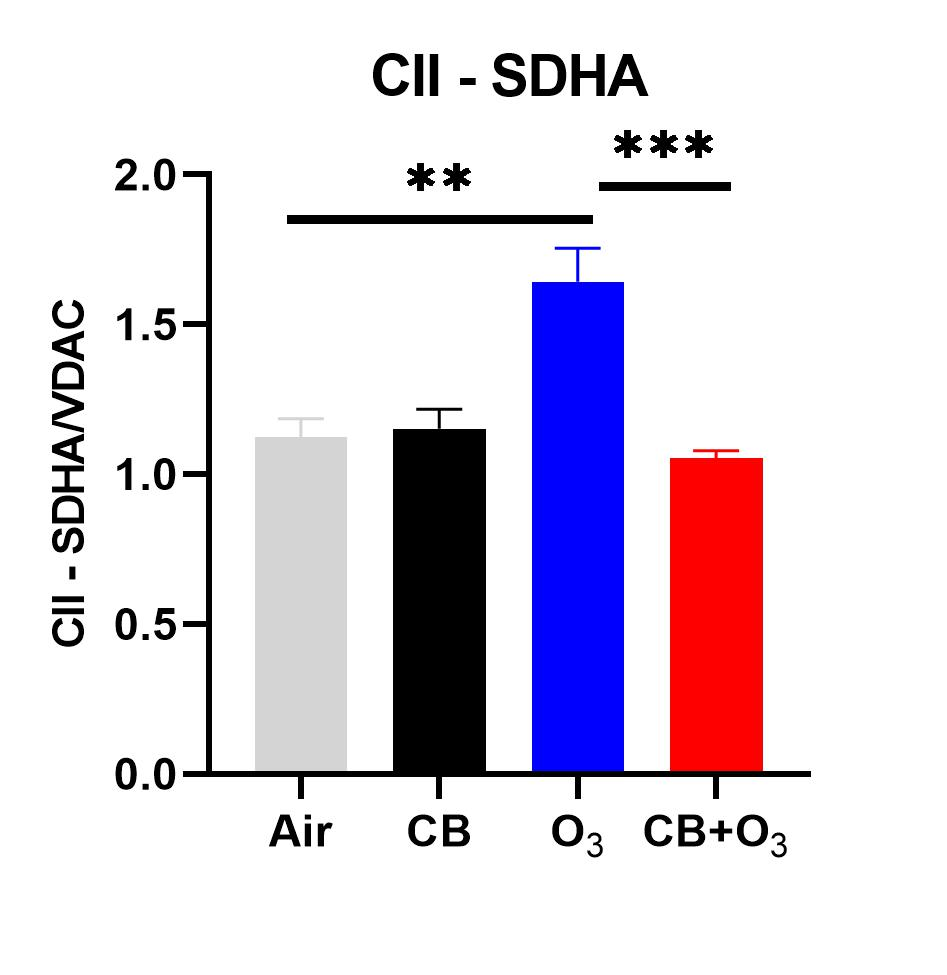 CII - SDHA
***
**
2.0
1.5
1.0
0.5
0.0
CII - SDHA/VDAC
Air CB O₃ CB+O₃